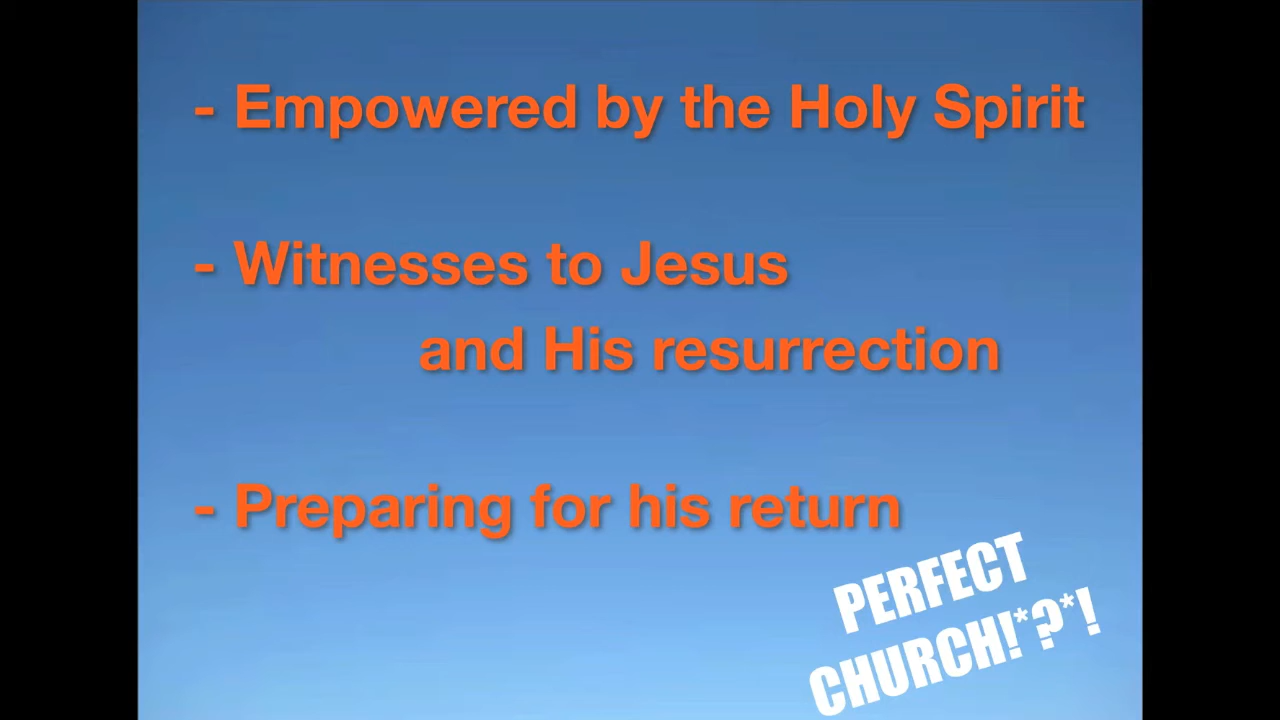 - Empowered by the Holy Spirit
- Witnesses to Jesus
and His resurrection
- Preparing for his return
PERFECT
CHURCH!*?*!